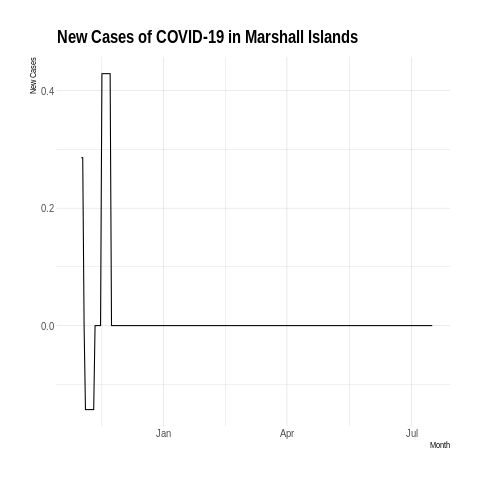 New Cases of COVID-19 in Marshall Islands
New Cases
0.4
0.2
0.0
Jan Apr Jul
Month